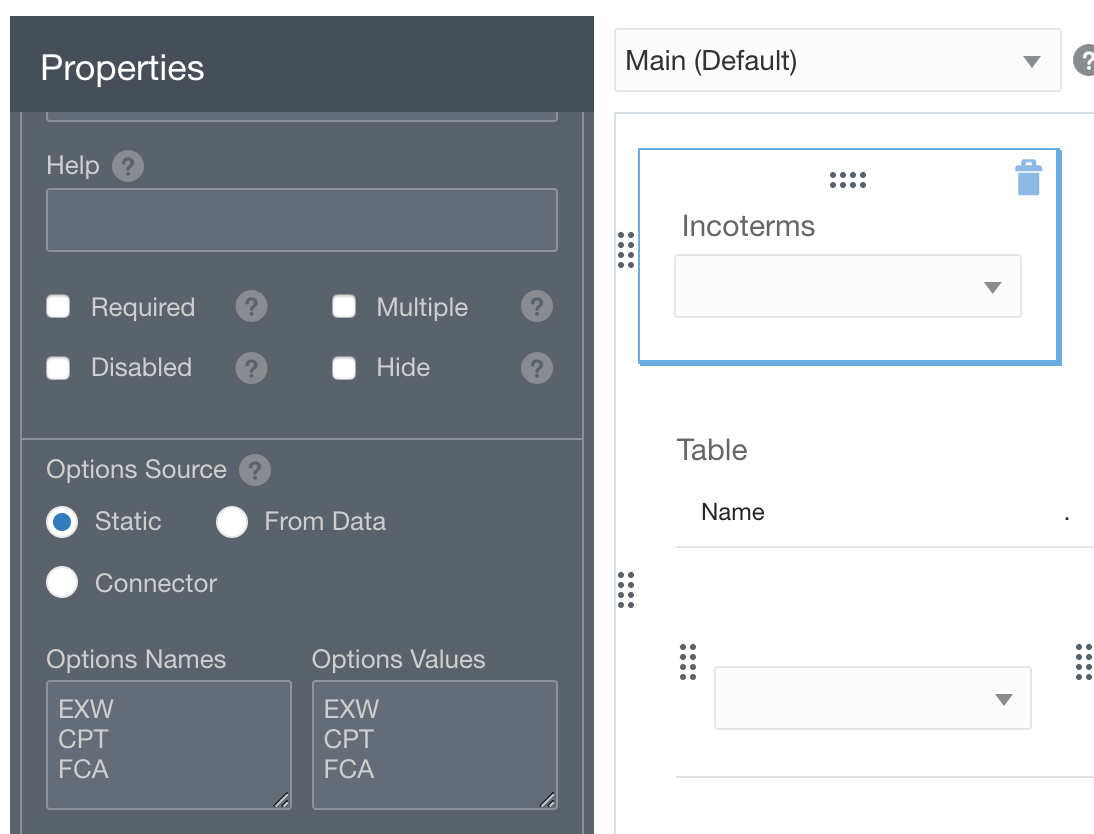 Properties
Help ?
Required ? Multiple ?
Disabled ? Hide ?
Options Source ?
Static From Data
Connector
Options Names Options Values
EXW EXW
CPT CPT
FCA FCA
Main (Default) ?
Incoterms
Table
Name .